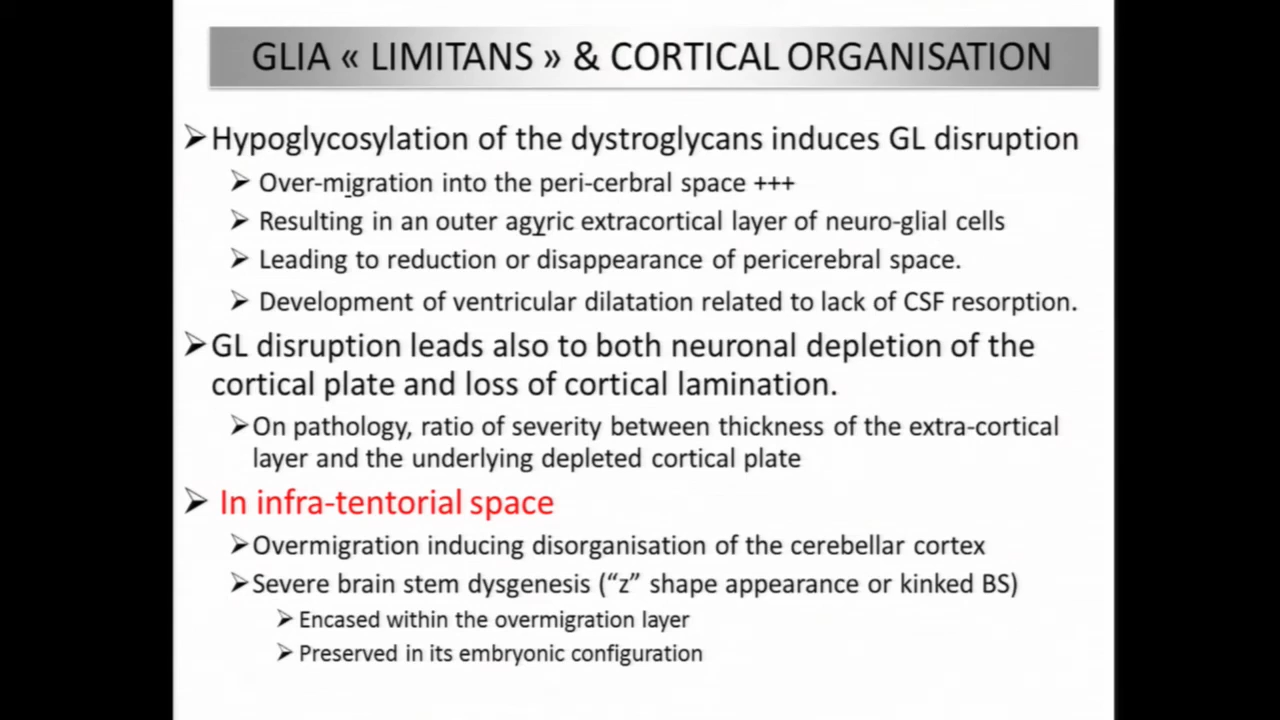 GLIA « LIMITANS » & CORTICAL ORGANISATION
Hypoglycosylation of the dystroglycans induces GL disruption
Over-migration into the peri-cerbral space +++
Resulting in an outer agyric extracortical layer of neuro-glial cells
Leading to reduction or disappearance of pericerebral space.
Development of ventricular dilatation related to lack of CSF resorption.
GL disruption leads also to both neuronal depletion of the
cortical plate and loss of cortical lamination.
On pathology, ratio of severity between thickness of the extra-cortical
layer and the underlying depleted cortical plate
In infra-tentorial space
Overmigration inducing disorganisation of the cerebellar cortex
Severe brain stem dysgenesis (“z” shape appearance or kinked BS)
Encased within the overmigration layer
Preserved in its embryonic configuration